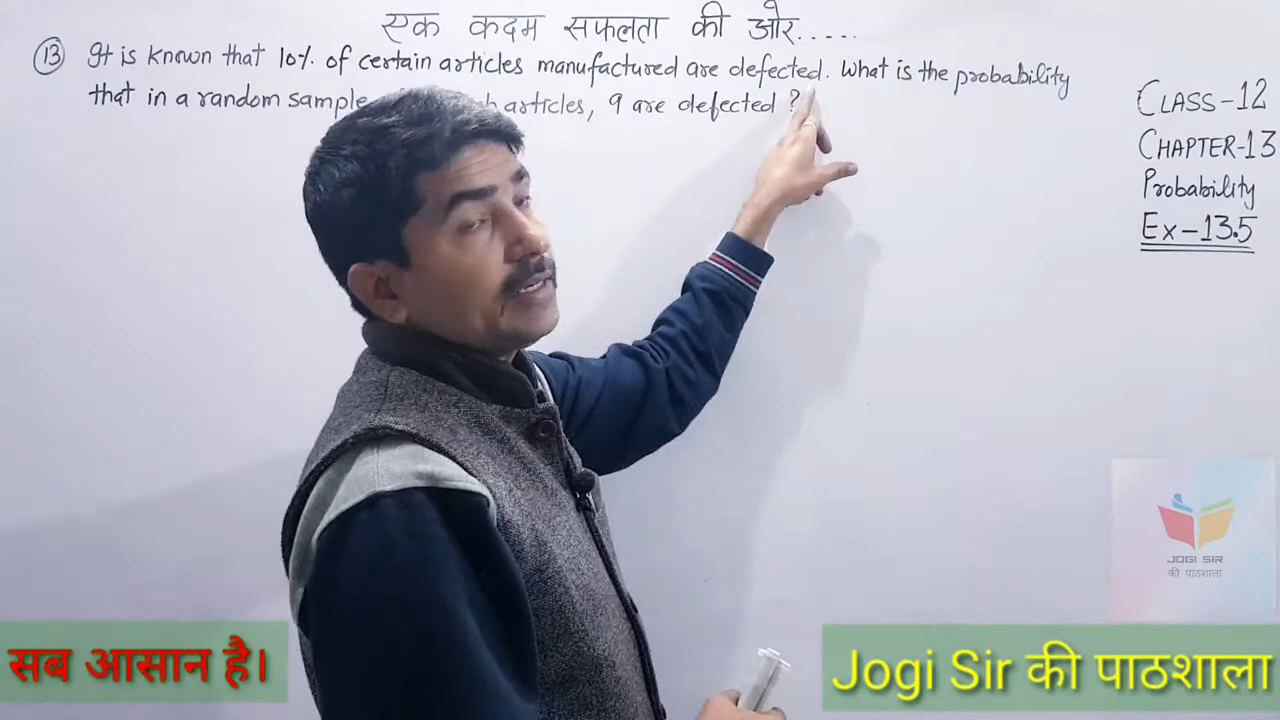 एक कदम सफलता की ओर.....
13 It is known that 10% of certain articles manufactured are defected. What is the probability
that in a random sample articles, 9 are defected ?
CLASS-12
CHAPTER-13
Probability
Ex-13.5
JOGI SIR
की पाठशाला
सब आसान है।
Jogi Sir की पाठशाला